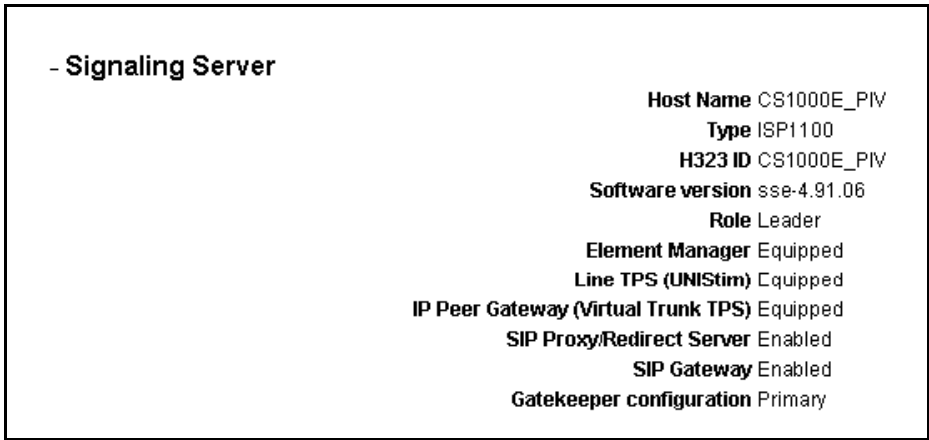 - Signaling Server
Host Name CS1000E_PIV
Type ISP1100
H323 ID CS1000E_PIV
Software version sse-4.91.06
Role Leader
Element Manager Equipped
Line TPS (UNIStim) Equipped
IP Peer Gateway (Virtual Trunk TPS) Equipped
SIP Proxy/Redirect Server Enabled
SIP Gateway Enabled
Gatekeeper configuration Primary